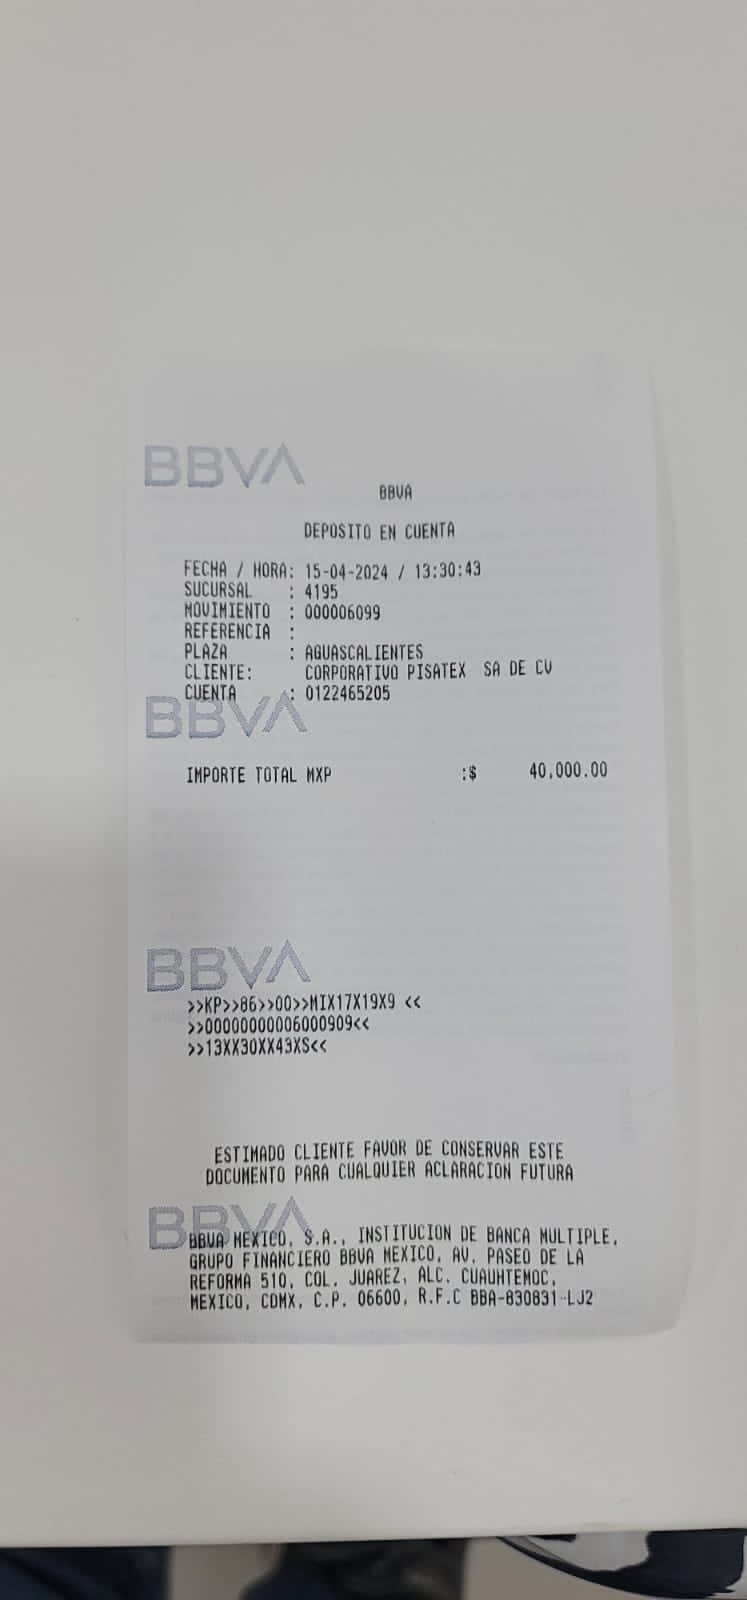 BBVA
BBVA
DEPOSITO EN CUENTA
FECHA / HORA: 15-04-2024 / 13:30:43
SUCURSAL : 4195
MOVIMIENTO : 000006099
REFERENCIA :
PLAZA : AGUASCALIENTES
CLIENTE: CORPORATIVO PISATEX SA DE CV
CUENTA : 0122465205
BBVA
IMPORTE TOTAL MXP :$ 40,000.00
BBVA
>>KP>>86>>00>>MIX17X19X9 <<
>>00000000006000909<<
>>13XX30XX43XS<<
ESTIMADO CLIENTE FAVOR DE CONSERVAR ESTE
DOCUMENTO PARA CUALQUIER ACLARACION FUTURA
BBVA
BBVA MEXICO, S.A., INSTITUCION DE BANCA MULTIPLE,
GRUPO FINANCIERO BBVA MEXICO, AV. PASEO DE LA
REFORMA 510, COL. JUAREZ, ALC. CUAUHTEMOC,
MEXICO, CDMX, C.P. 06600, R.F.C BBA-830831-LJ2